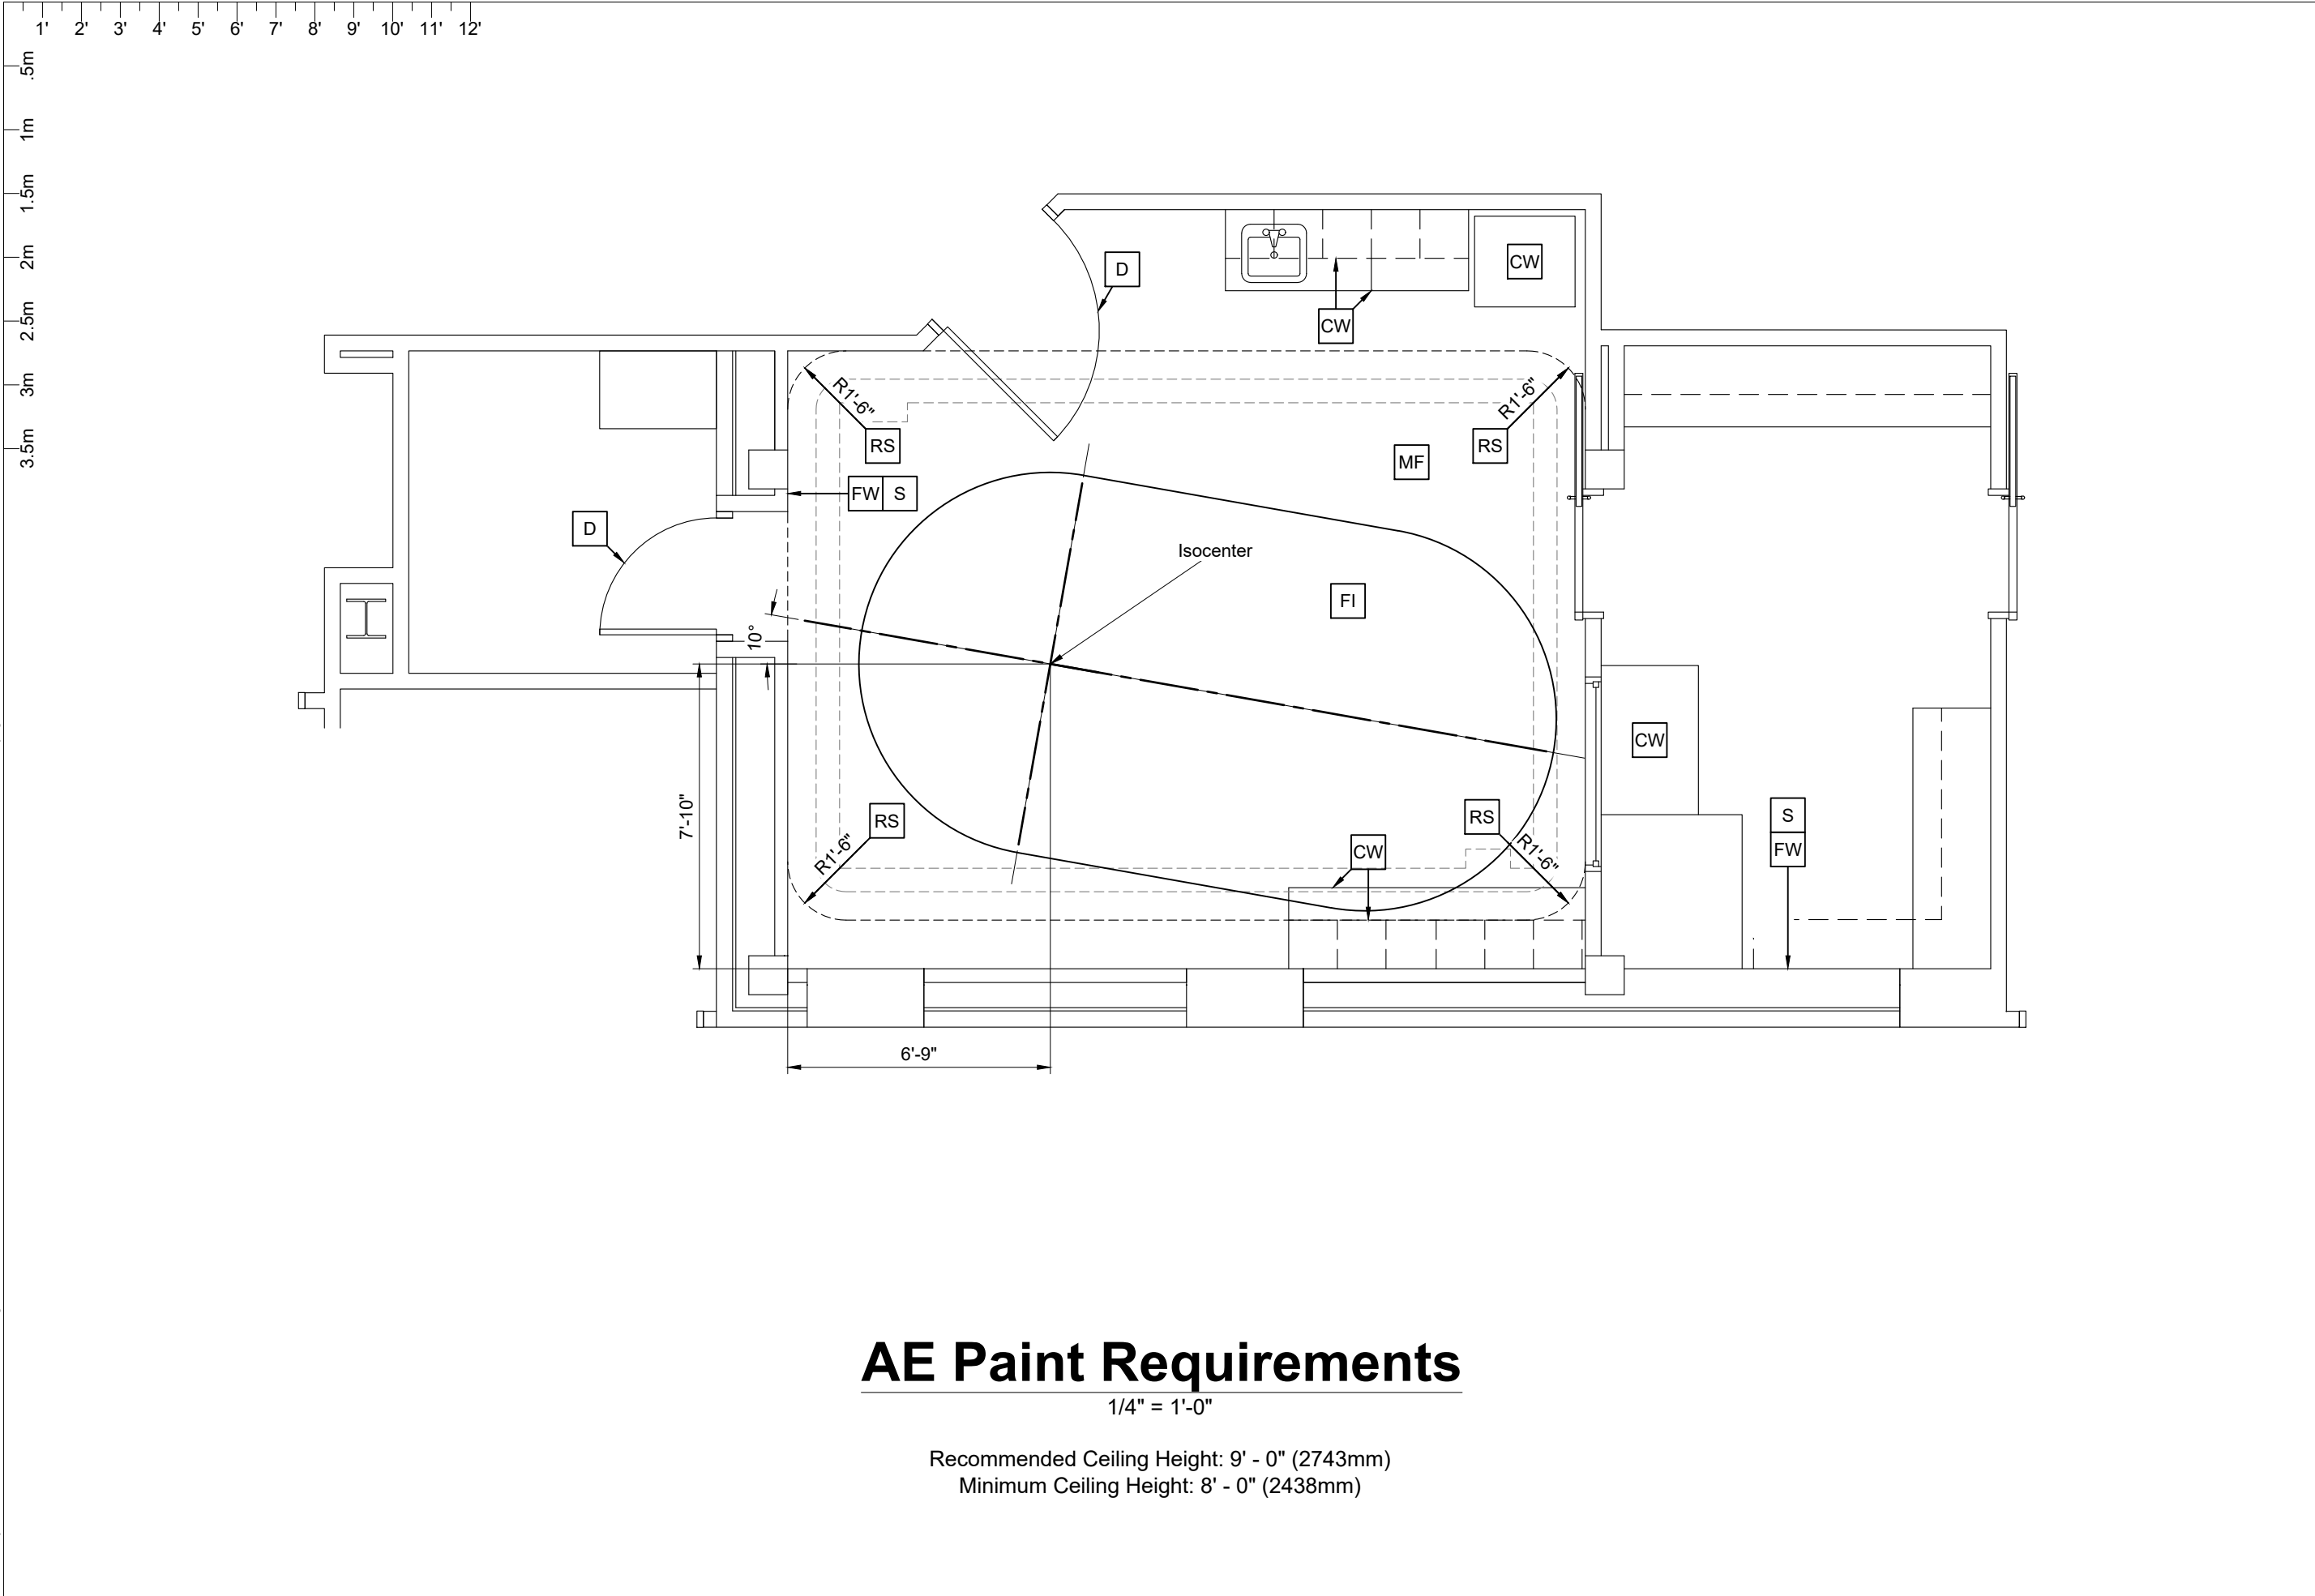 1' 2' 3' 4' 5' 6' 7' 8' 9' 10' 11' 12'
.5m
1m
1.5m
2m
2.5m
3m
3.5m
D
CW
CW
R1'-6"
RS
R1'-6"
RS
MF
FW S
D
Isocenter
FI
10°
CW
7'-10"
RS
R1'-6"
RS
R1'-6"
CW
S
FW
6'-9"
AE Paint Requirements
1/4" = 1'-0"
Recommended Ceiling Height: 9' - 0" (2743mm)
Minimum Ceiling Height: 8' - 0" (2438mm)